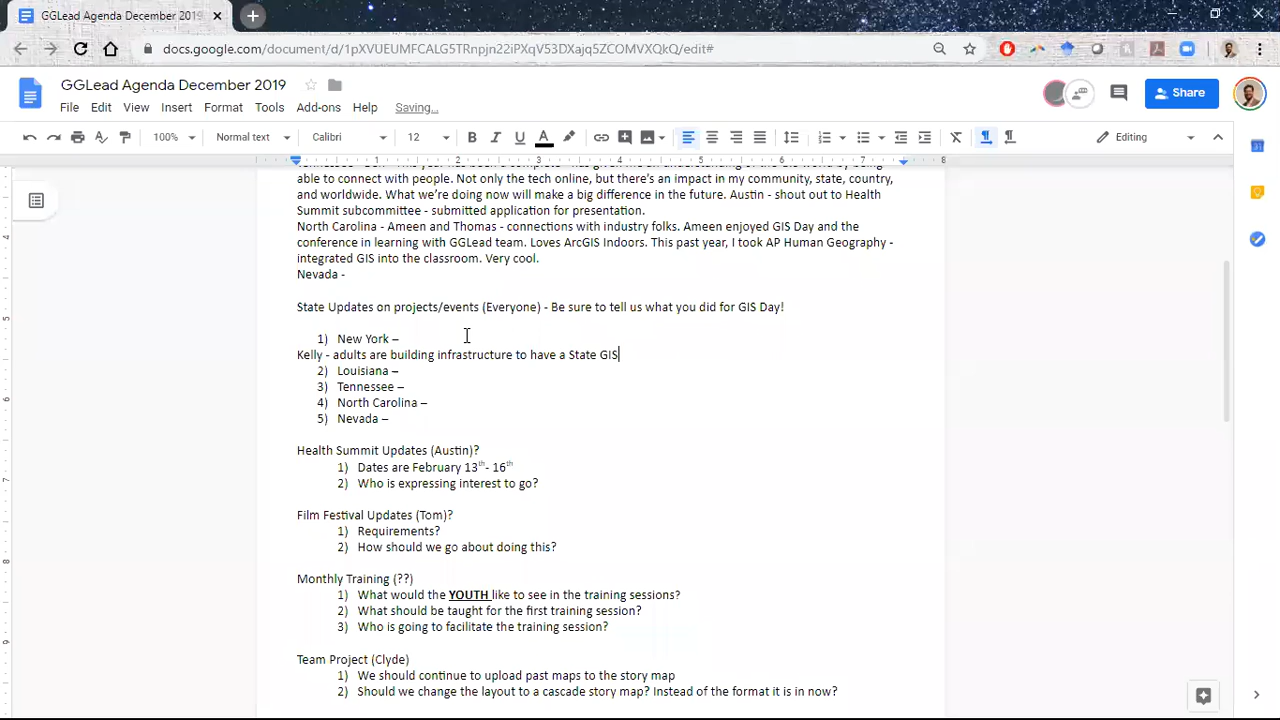 GGLead Agenda December 2019
docs.google.com/document/d/1pXVUEUMFCALG5TRnpjn22iPXqV53DXajq5ZCOMVXQkQ/edit#
GGLead Agenda December 2019
File Edit View Insert Format Tools Add-ons Help Saving...
Share
100% Normal text Calibri 12 Editing
1 2 3 4 5 6 7 8
able to connect with people. Not only the tech online, but there's an impact in my community, state, country,
and worldwide. What we're doing now will make a big difference in the future. Austin - shout out to Health
Summit subcommittee - submitted application for presentation.
North Carolina - Ameen and Thomas - connections with industry folks. Ameen enjoyed GIS Day and the
conference in learning with GGLead team. Loves ArcGIS Indoors. This past year, I took AP Human Geography -
integrated GIS into the classroom. Very cool.
Nevada -
State Updates on projects/events (Everyone) - Be sure to tell us what you did for GIS Day!
1) New York –
Kelly - adults are building infrastructure to have a State GIS
2) Louisiana –
3) Tennessee –
4) North Carolina –
5) Nevada –
Health Summit Updates (Austin)?
1) Dates are February 13th- 16th
2) Who is expressing interest to go?
Film Festival Updates (Tom)?
1) Requirements?
2) How should we go about doing this?
Monthly Training (??)
1) What would the YOUTH like to see in the training sessions?
2) What should be taught for the first training session?
3) Who is going to facilitate the training session?
Team Project (Clyde)
1) We should continue to upload past maps to the story map
2) Should we change the layout to a cascade story map? Instead of the format it is in now?